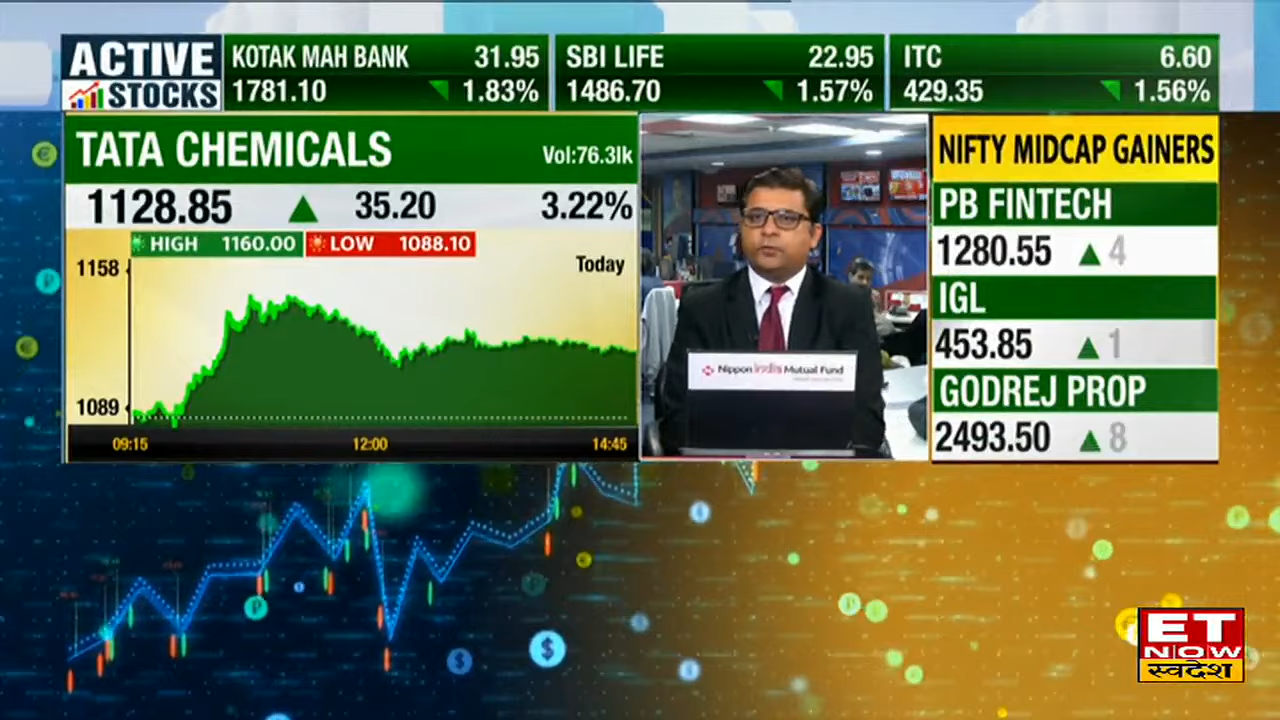 ACTIVE
STOCKS
KOTAK MAH BANK 31.95
1781.10 1.83%
SBI LIFE 22.95
1486.70 1.57%
ITC 6.60
429.35 1.56%
TATA CHEMICALS Vol:76.3lk
1128.85 35.20 3.22%
HIGH 1160.00 LOW 1088.10
Today
1158
1089
09:15 12:00 14:45
Nippon India Mutual Fund
NIFTY MIDCAP GAINERS
PB FINTECH
1280.55 4
IGL
453.85 1
GODREJ PROP
2493.50 8
ET
NOW
स्वदेश